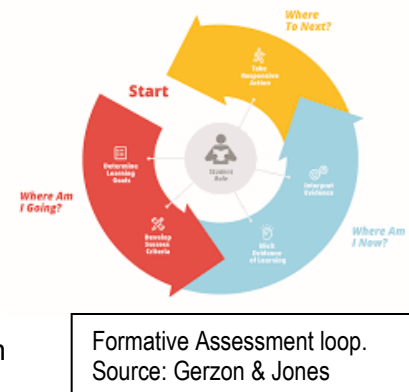 Where
To Next?
Take
Responsive
Action
Start
Determine
Learning
Goals
Student
Role
Interpret
Evidence
Where Am
I Going?
Develop
Success
Criteria
Elicit
Evidence
of Learning
Where Am
I Now?
n
Formative Assessment loop.
Source: Gerzon & Jones